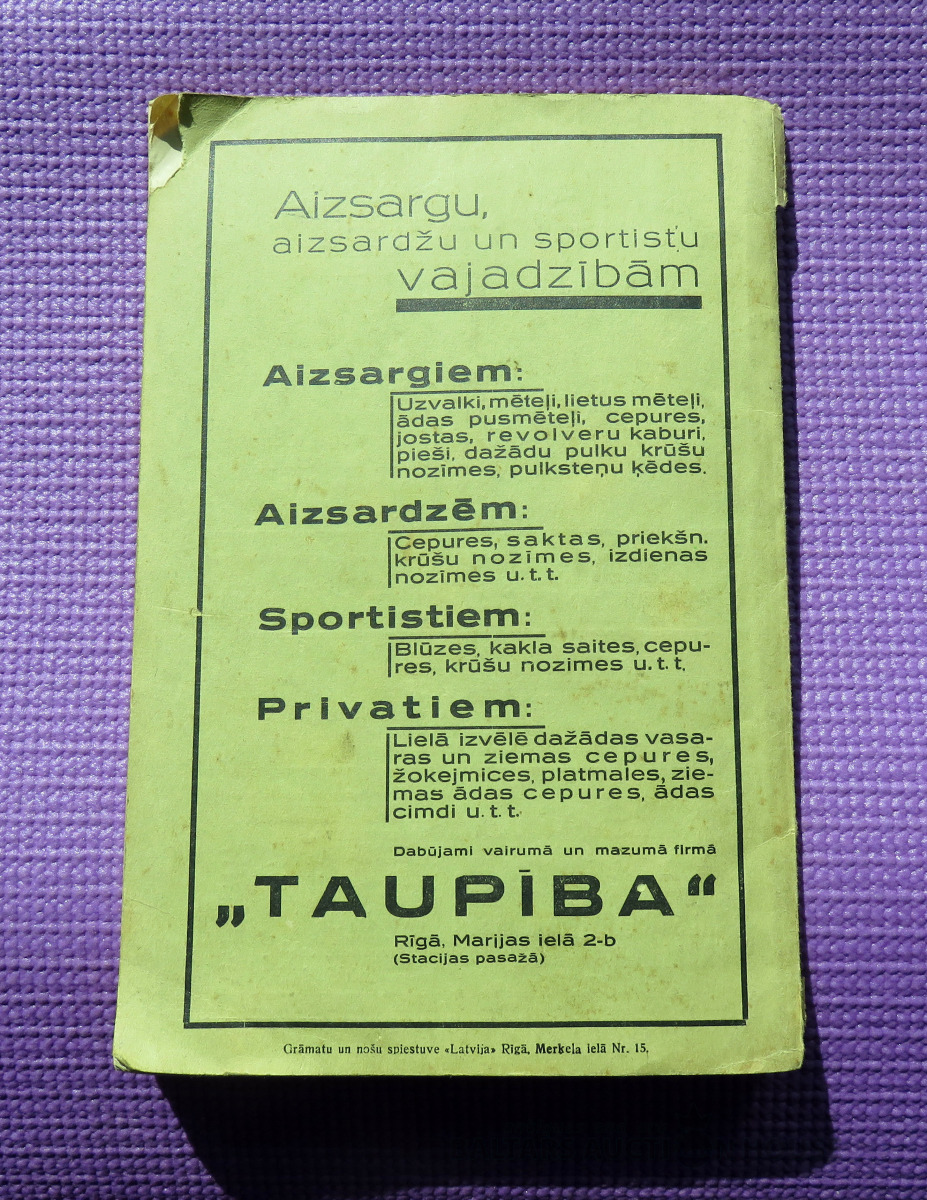 Aizsargu,
aizsardžu un sportistu
vajadzībām
Aizsargiem:
Uzvalki, mēteļi, lietus mēteļi,
ādas pusmēteļi, cepures,
jostas, revolveru kaburi,
pieši, dažādu pulku krūšu
nozīmes, pulksteņu ķēdes.
Aizsardzēm:
Cepures, saktas, priekšn.
krūšu nozīmes, izdienas
nozīmes u. t. t.
Sportistiem:
Blūzes, kakla saites, cepu-
res, krūšu nozimes u. t. t.
Privatiem:
Lielā izvēlē dažādas vasa-
ras un ziemas cepures,
žokejmices, platmales, zie-
mas ādas cepures, ādas
cimdi u. t. t.
Dabūjami vairumā un mazumā firmā
„TAUPĪBA“
Rīgā, Marijas ielā 2-b
(Stacijas pasažā)
Grāmatu un nošu spiestuve «Latvija» Rīgā, Merķeļa ielā Nr. 15.